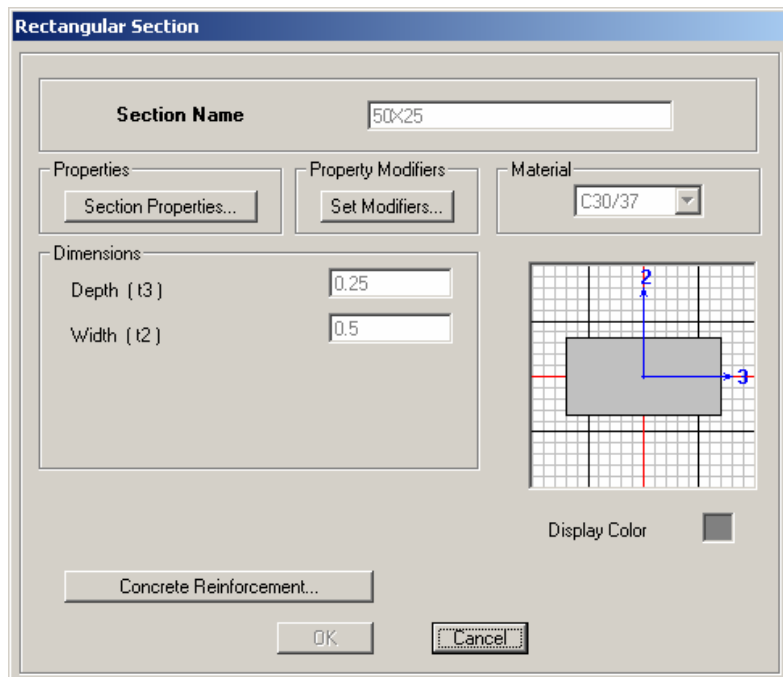 Rectangular Section
Section Name 50X25
Properties Property Modifiers Material
Section Properties... Set Modifiers... C30/37
Dimensions
Depth ( t3 ) 0.25
Width ( t2 ) 0.5
2
3
Display Color
Concrete Reinforcement...
OK Cancel